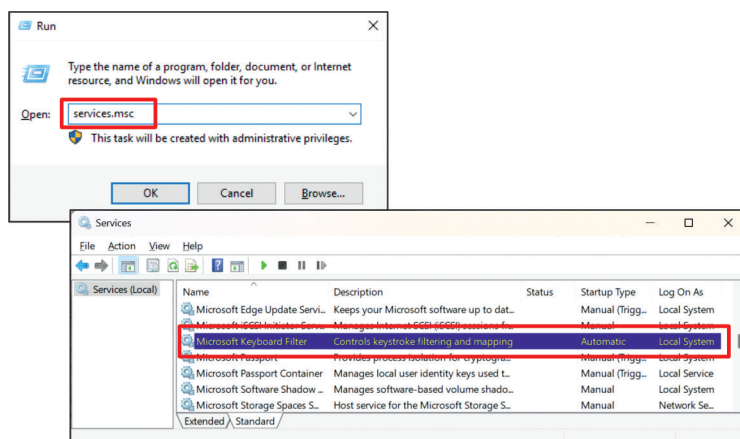 Run
Type the name of a program, folder, document, or Internet
resource, and Windows will open it for you.
Open: services.msc
This task will be created with administrative privileges.
OK Cancel Browse...
Services
File Action View Help
Services (Local)
Name Description Status Startup Type Log On As
Microsoft Edge Update Servi... Keeps your Microsoft software up to dat... Manual (Trigg... Local System
Microsoft iSCSI Initiator Servi... Manages Internet SCSI (iSCSI) sessions fr... Manual Local System
Microsoft Keyboard Filter Controls keystroke filtering and mapping Automatic Local System
Microsoft Passport Provides process isolation for cryptogra... Manual (Trigg... Local System
Microsoft Passport Container Manages local user identity keys used t... Manual (Trigg... Local Service
Microsoft Software Shadow ... Manages software-based volume shado... Manual Local System
Microsoft Storage Spaces S... Host service for the Microsoft Storage S... Manual Network Se...
Extended Standard